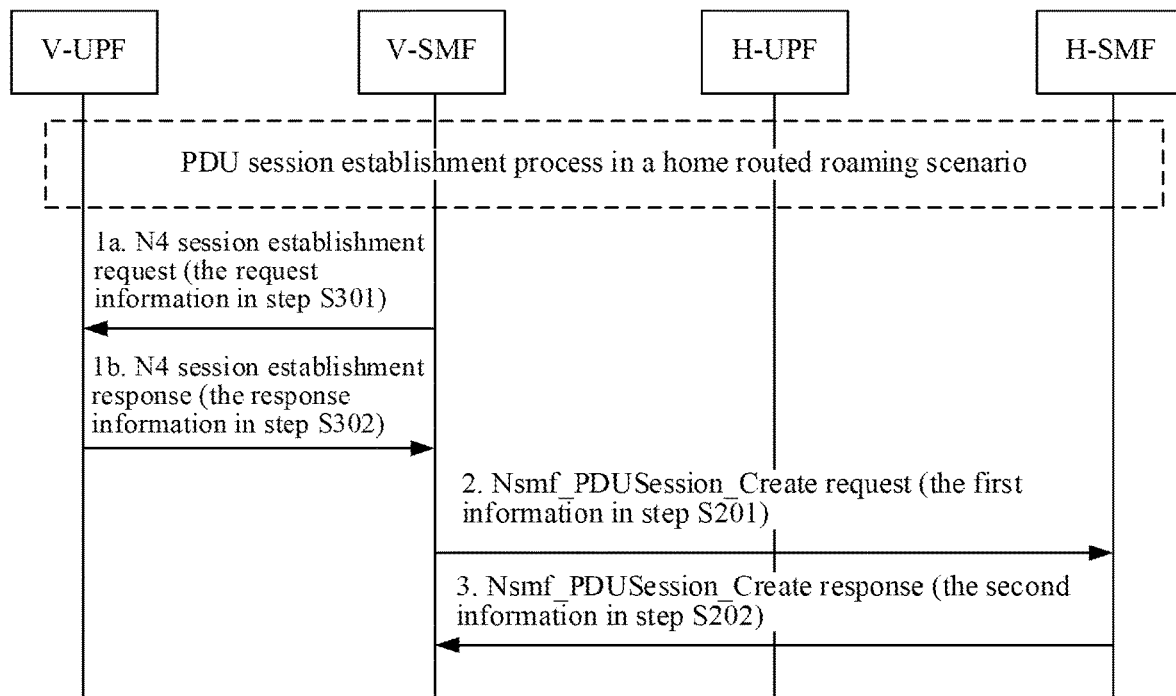 V-UPF
V-SMF
H-UPF
H-SMF
PDU session establishment process in a home routed roaming scenario
1a. N4 session establishment
request (the request
information in step S301)
1b. N4 session establishment
response (the response
information in step S302)
2. Nsmf_PDUSession_Create request (the first
information in step S201)
3. Nsmf_PDUSession_Create response (the second
information in step S202)